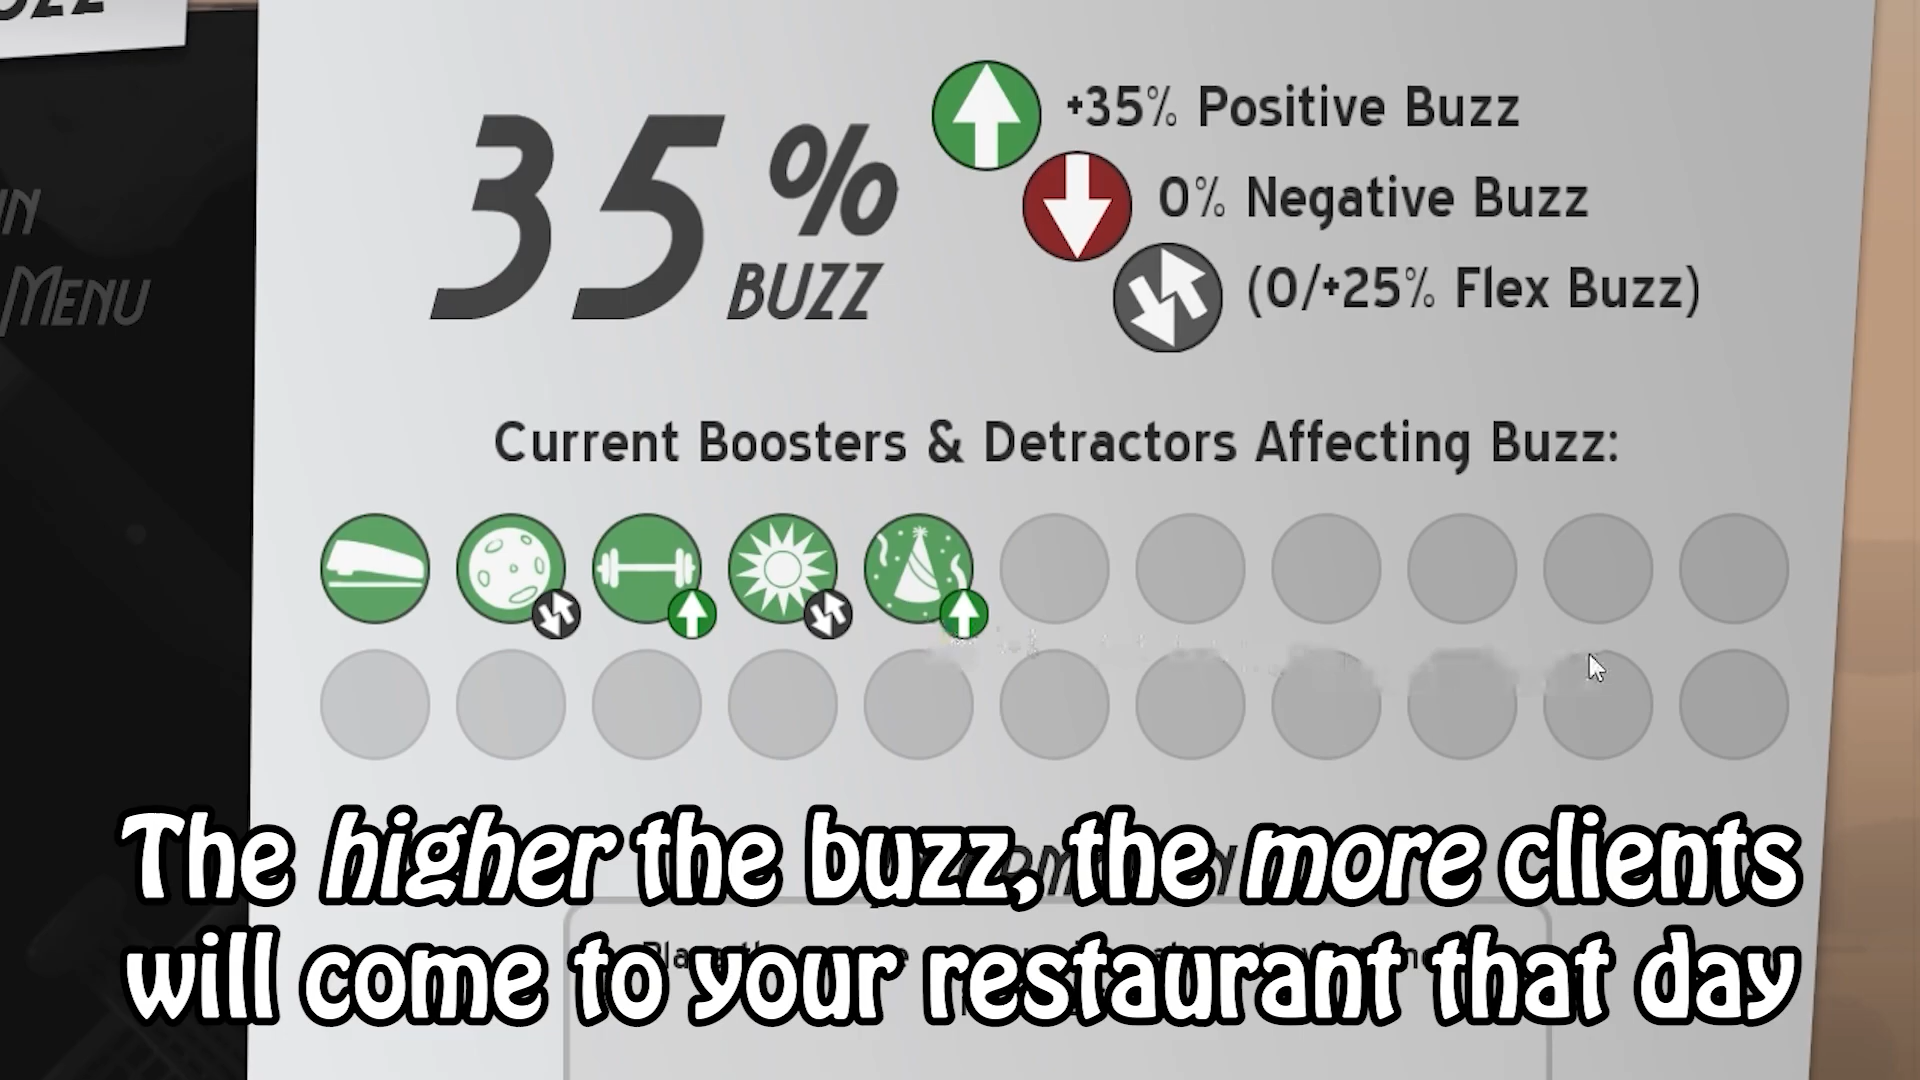 MENU
35%
BUZZ
+35% Positive Buzz
0% Negative Buzz
(0/+25% Flex Buzz)
Current Boosters & Detractors Affecting Buzz:
The higher the buzz, the more clients
will come to your restaurant that day